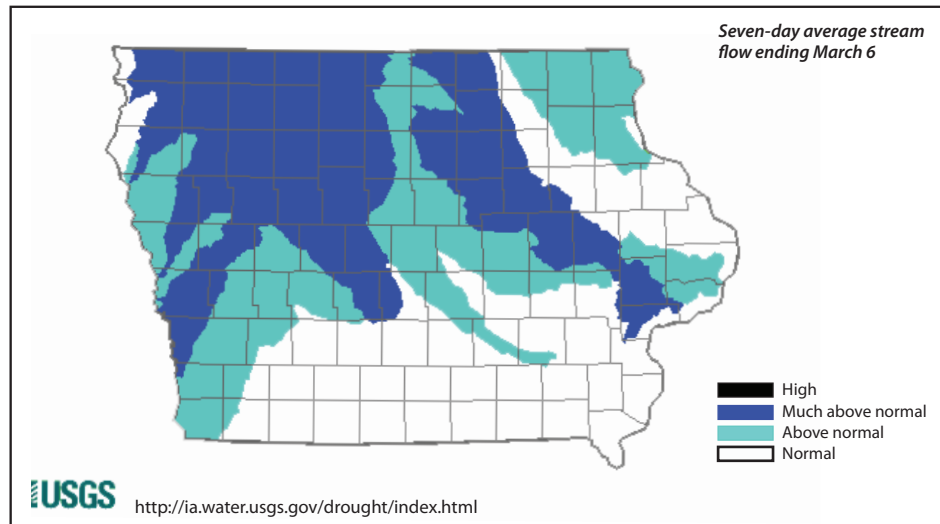 Seven-day average stream
flow ending March 6
High
Much above normal
Above normal
Normal
USGS
http://ia.water.usgs.gov/drought/index.html